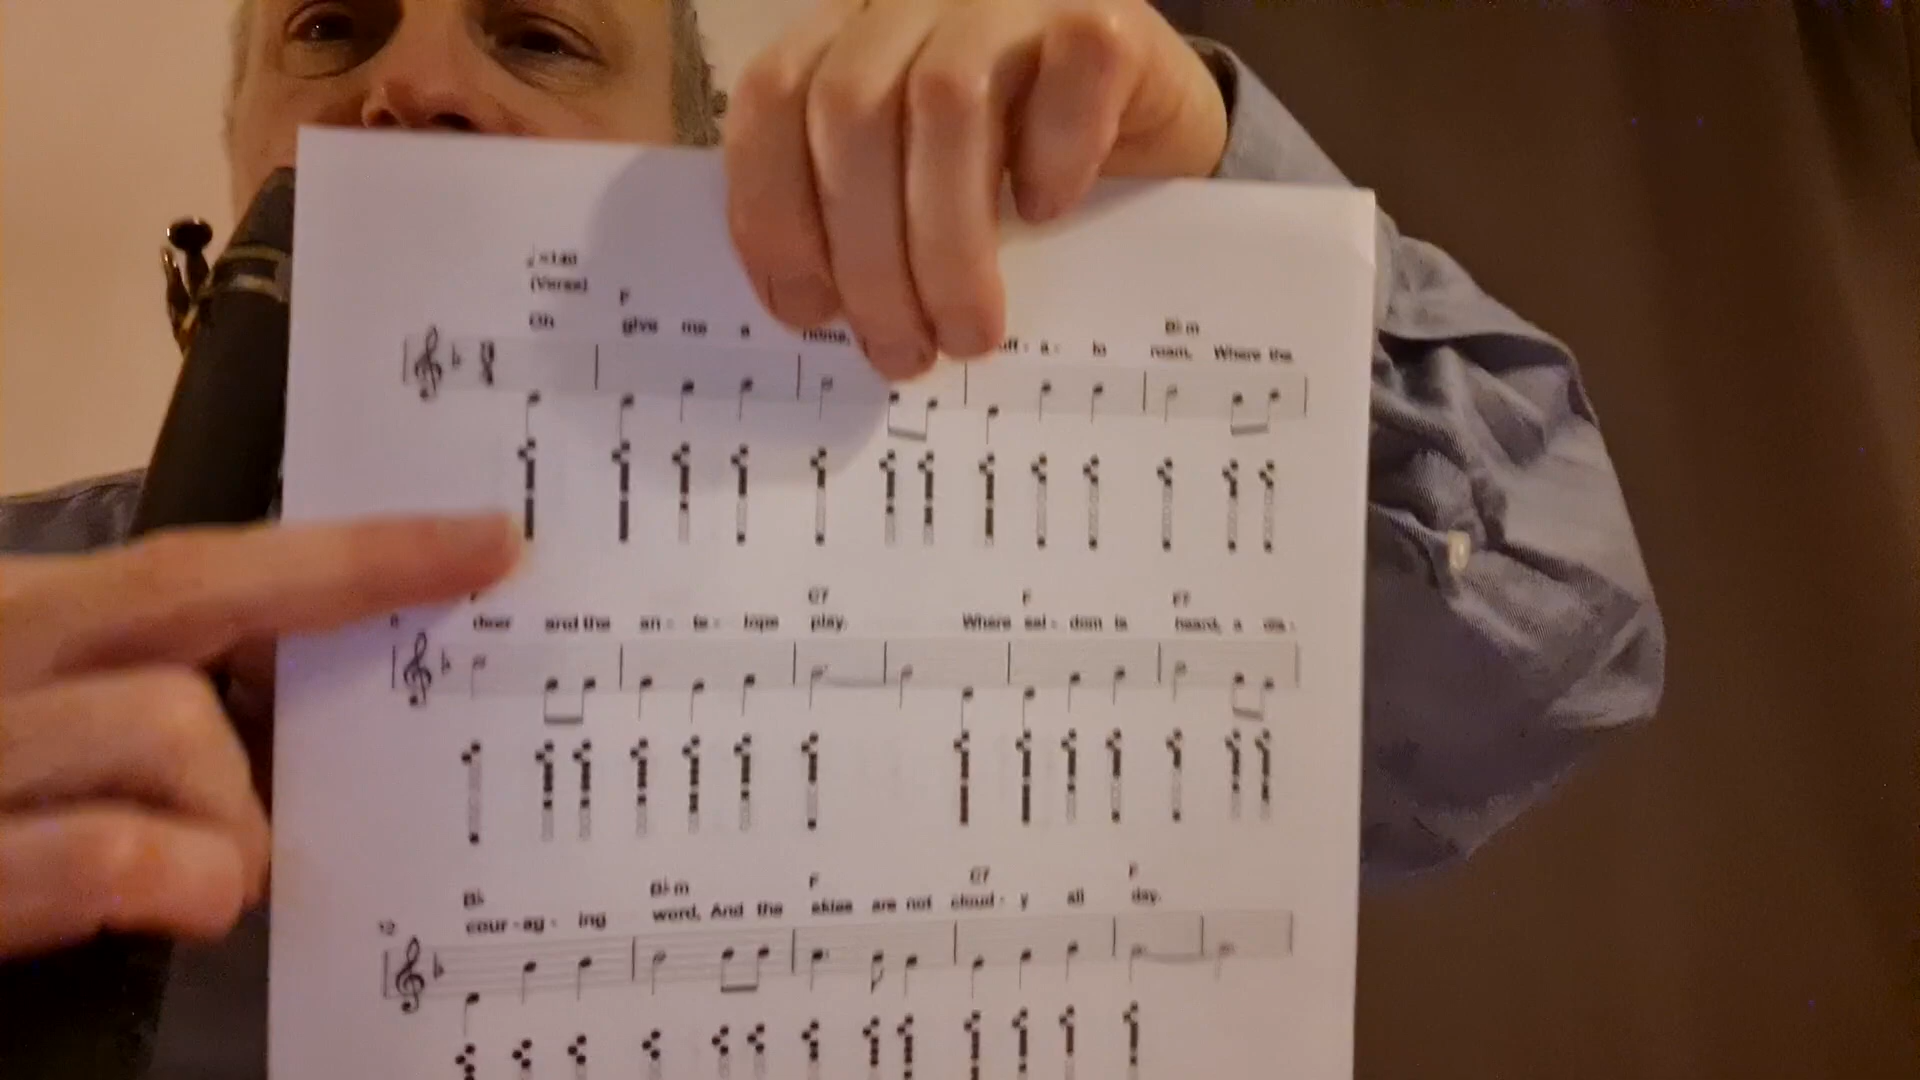 ♩=140
(Verse)
F B♭m
Oh give me a home, a - lo roam, Where the
F C7 F F7
deer and the an - te - lope play. Where sel - dom is heard, a dis -
12 B♭ B♭m F C7 F
cour - ag - ing word, And the skies are not cloud - y all day.